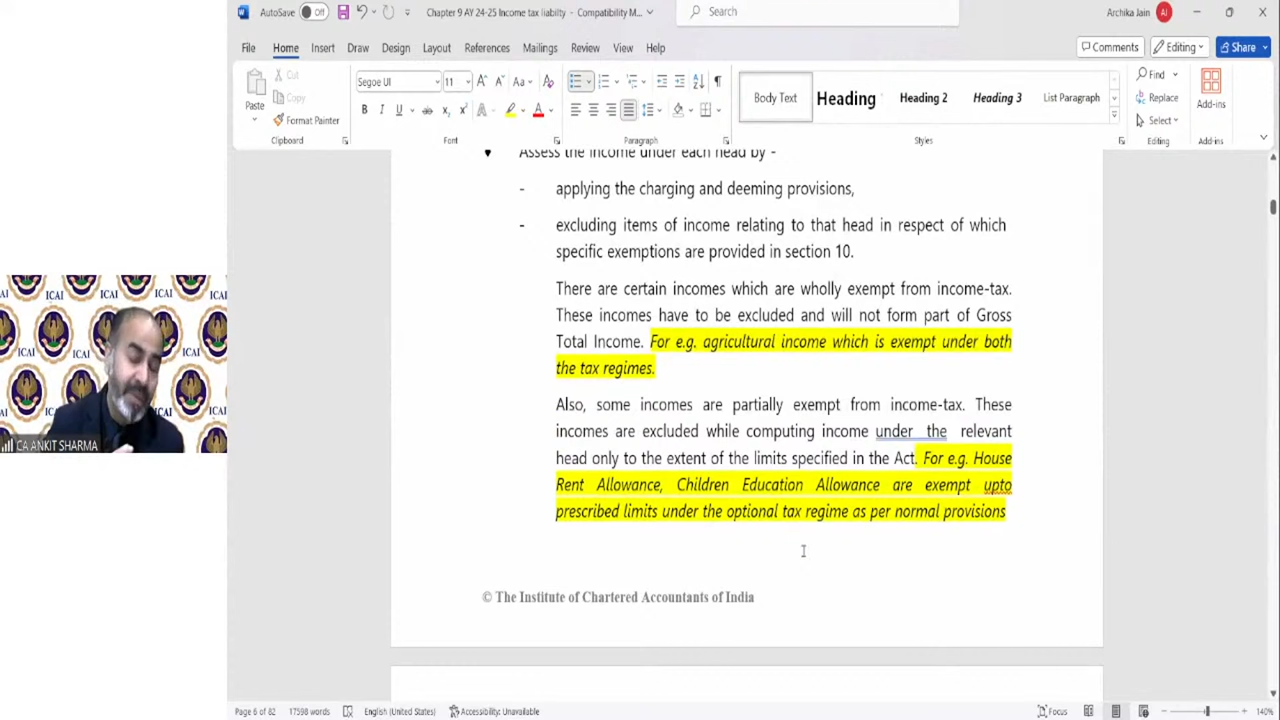 AutoSave Off Chapter 9 AY 24-25 Income tax liabilty - Compatibility M... Search Archika Jain AJ
File Home Insert Draw Design Layout References Mailings Review View Help Comments Editing Share
Paste Cut Copy Format Painter
Segoe UI 11
Body Text Heading Heading 2 Heading 3 List Paragraph
Find Replace Select Add-ins
Clipboard Font Paragraph Styles Editing Add-ins
Assess the income under each head by -
- applying the charging and deeming provisions,
- excluding items of income relating to that head in respect of which
specific exemptions are provided in section 10.
There are certain incomes which are wholly exempt from income-tax.
These incomes have to be excluded and will not form part of Gross
Total Income. For e.g. agricultural income which is exempt under both
the tax regimes.
Also, some incomes are partially exempt from income-tax. These
incomes are excluded while computing income under the relevant
head only to the extent of the limits specified in the Act. For e.g. House
Rent Allowance, Children Education Allowance are exempt upto
prescribed limits under the optional tax regime as per normal provisions
© The Institute of Chartered Accountants of India
ICAI ICAI
ICAI
CA ANKIT SHARMA
Page 6 of 82 17598 words English (United States) Accessibility: Unavailable Focus 140%